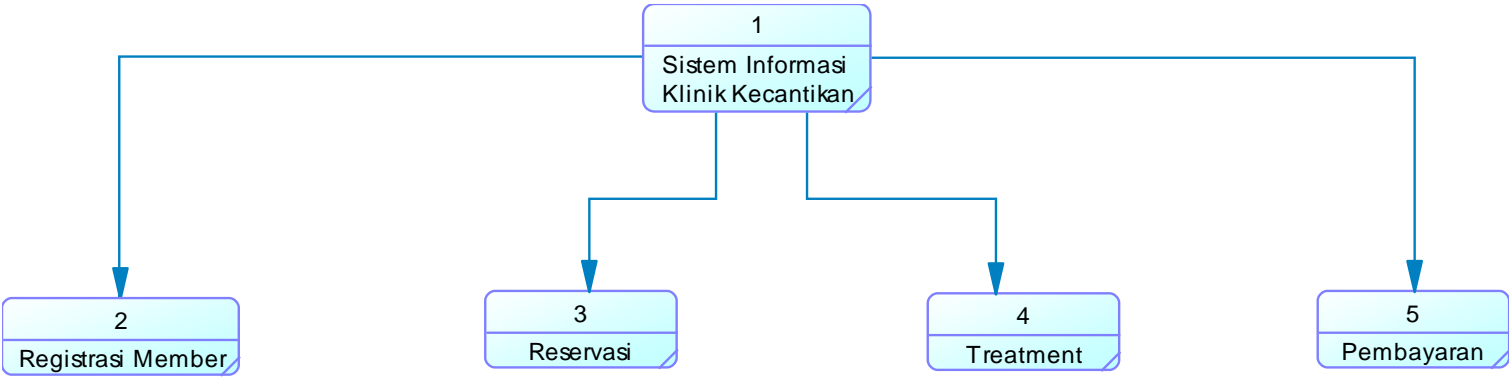 1
Sistem Informasi
Klinik Kecantikan
2
Registrasi Member
3
Reservasi
4
Treatment
5
Pembayaran